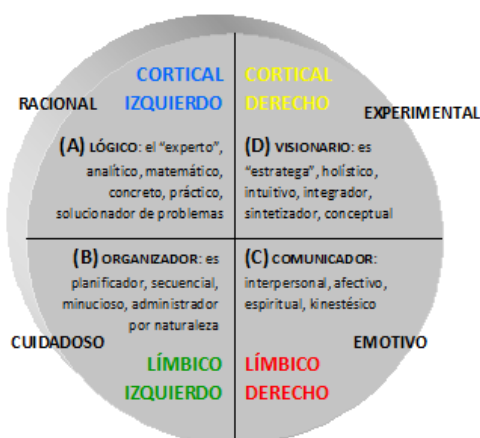 CORTICAL
IZQUIERDO
CORTICAL
DERECHO
RACIONAL
EXPERIMENTAL
(A) LÓGICO: el “experto”,
analítico, matemático,
concreto, práctico,
solucionador de problemas
(D) VISIONARIO: es
“estratega”, holístico,
intuitivo, integrador,
sintetizador, conceptual
(B) ORGANIZADOR: es
planificador, secuencial,
minucioso, administrador
por naturaleza
(C) COMUNICADOR:
interpersonal, afectivo,
espiritual, kinestésico
CUIDADOSO
EMOTIVO
LÍMBICO
IZQUIERDO
LÍMBICO
DERECHO